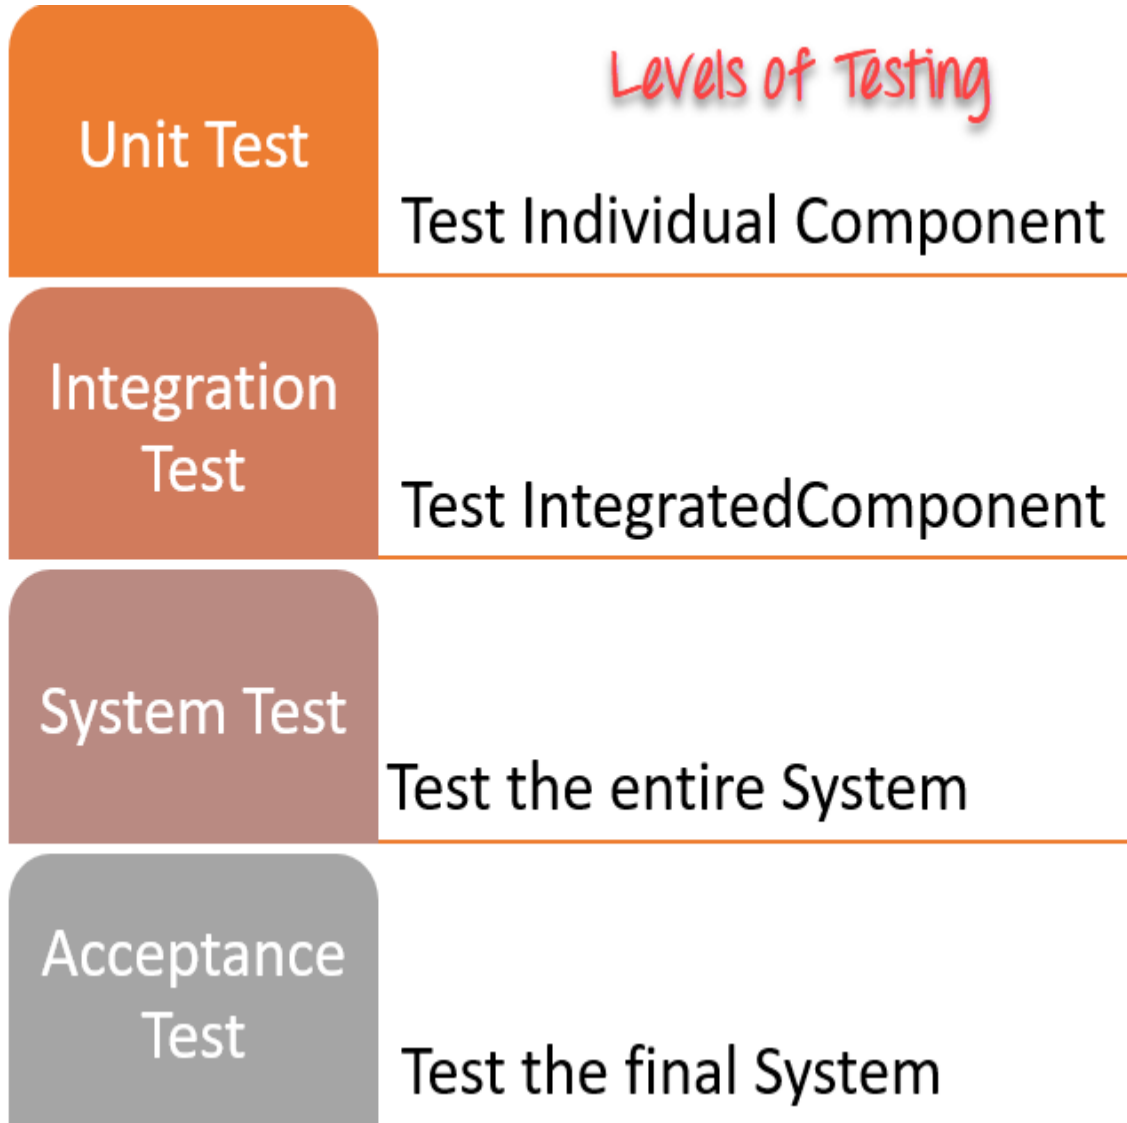 Levels of Testing
Unit Test
Test Individual Component
Integration
Test
Test IntegratedComponent
System Test
Test the entire System
Acceptance
Test
Test the final System